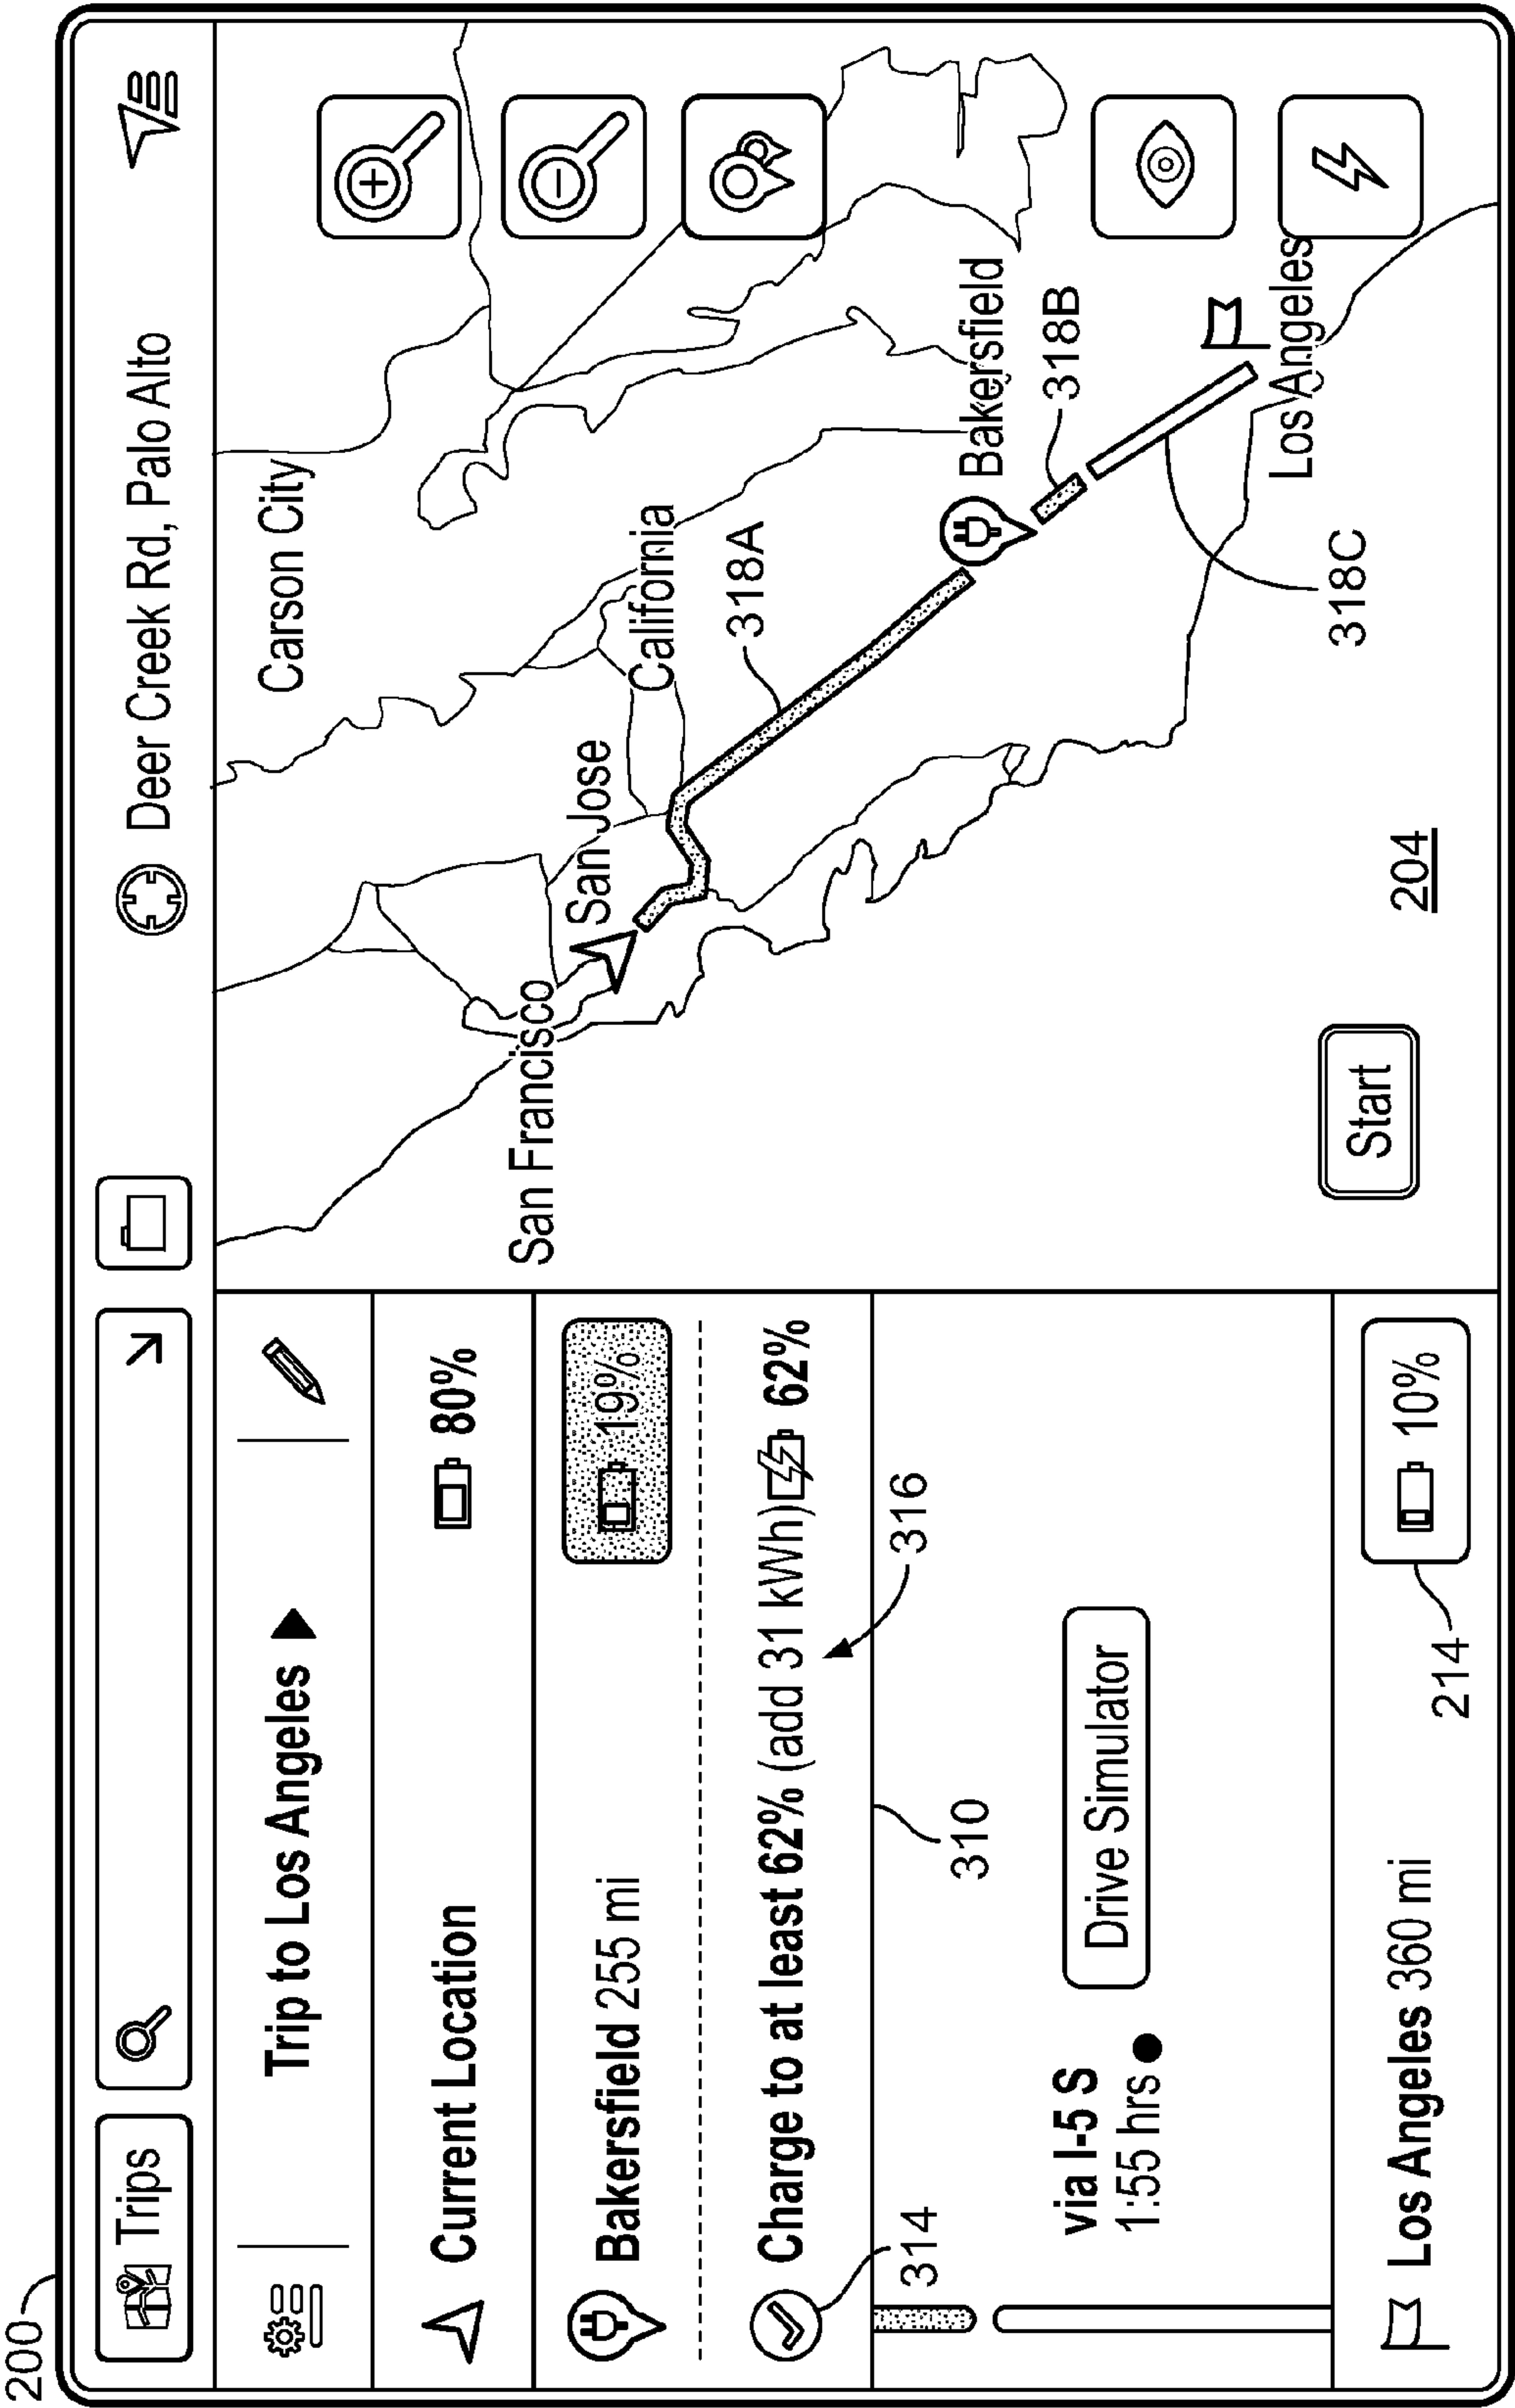 200
Trips
Deer Creek Rd, Palo Alto
Trip to Los Angeles
Current Location 80%
Bakersfield 255 mi 19%
Charge to at least 62% (add 31 kWh) 62%
314
316
310
via I-5 S
1:55 hrs
Drive Simulator
Los Angeles 360 mi 10%
214
Carson City
San Francisco
San Jose
California
318A
Bakersfield
318B
Los Angeles
318C
204
Start